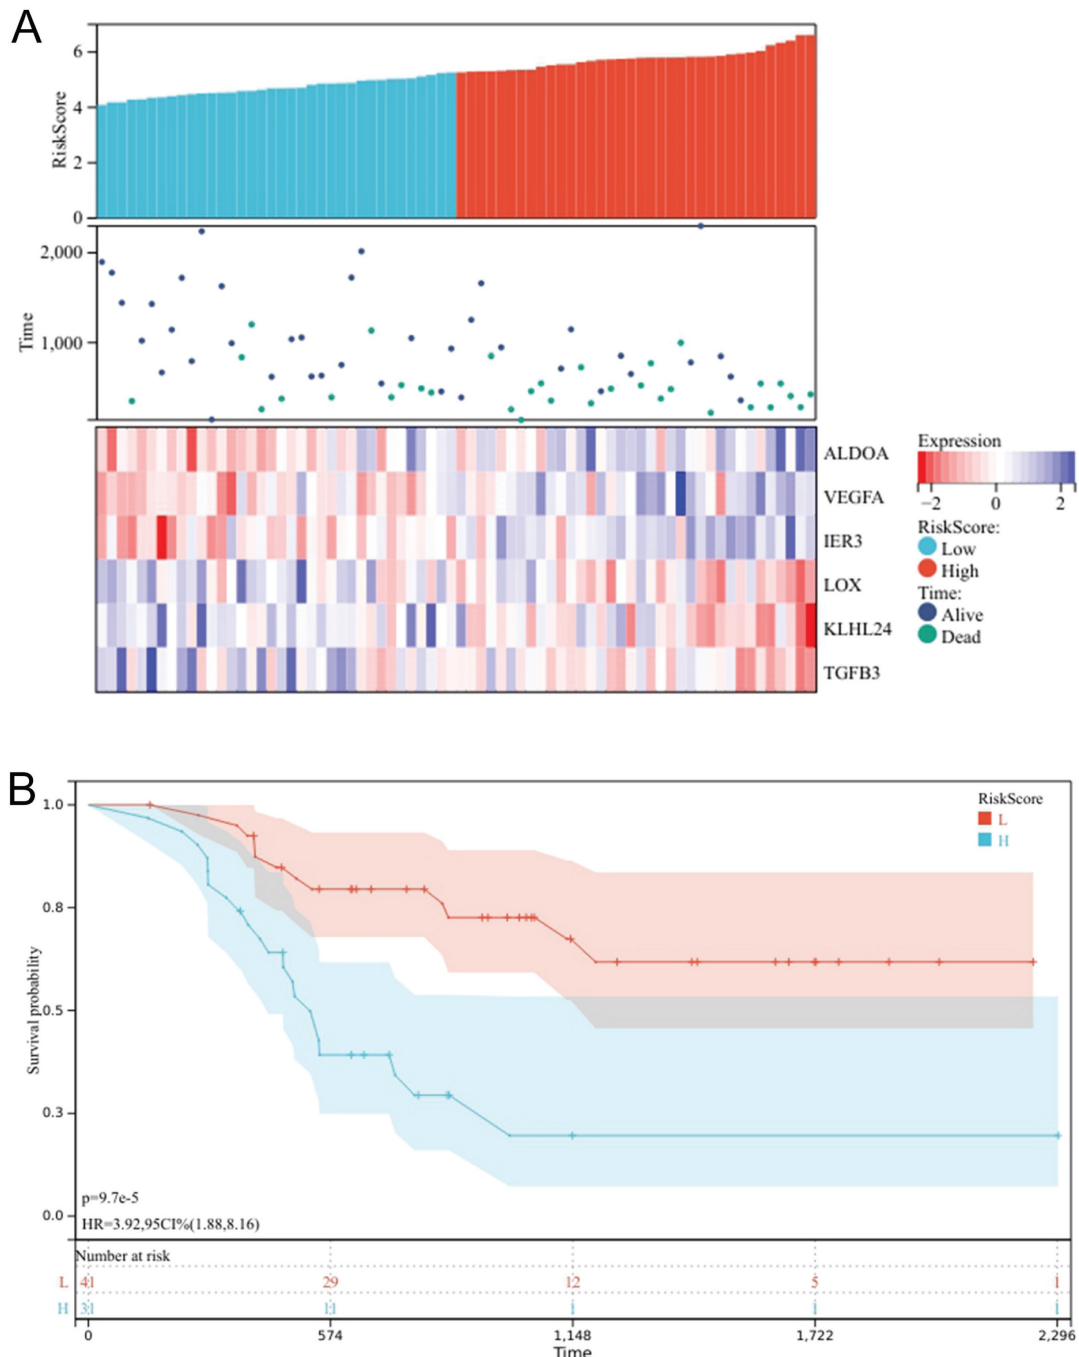 A
RiskScore
6
4
2
0
Time
2,000
1,000
ALDOA
VEGFA
IER3
LOX
KLHL24
TGFB3
Expression
−2 0 2
RiskScore:
Low
High
Time:
Alive
Dead
B
Survival probability
1.0
0.8
0.5
0.3
0.0
RiskScore
L
H
p=9.7e-5
HR=3.92,95CI%(1.88,8.16)
Number at risk
L 41 29 12 5 1
H 31 11 1 1 1
0 574 1,148 1,722 2,296
Time